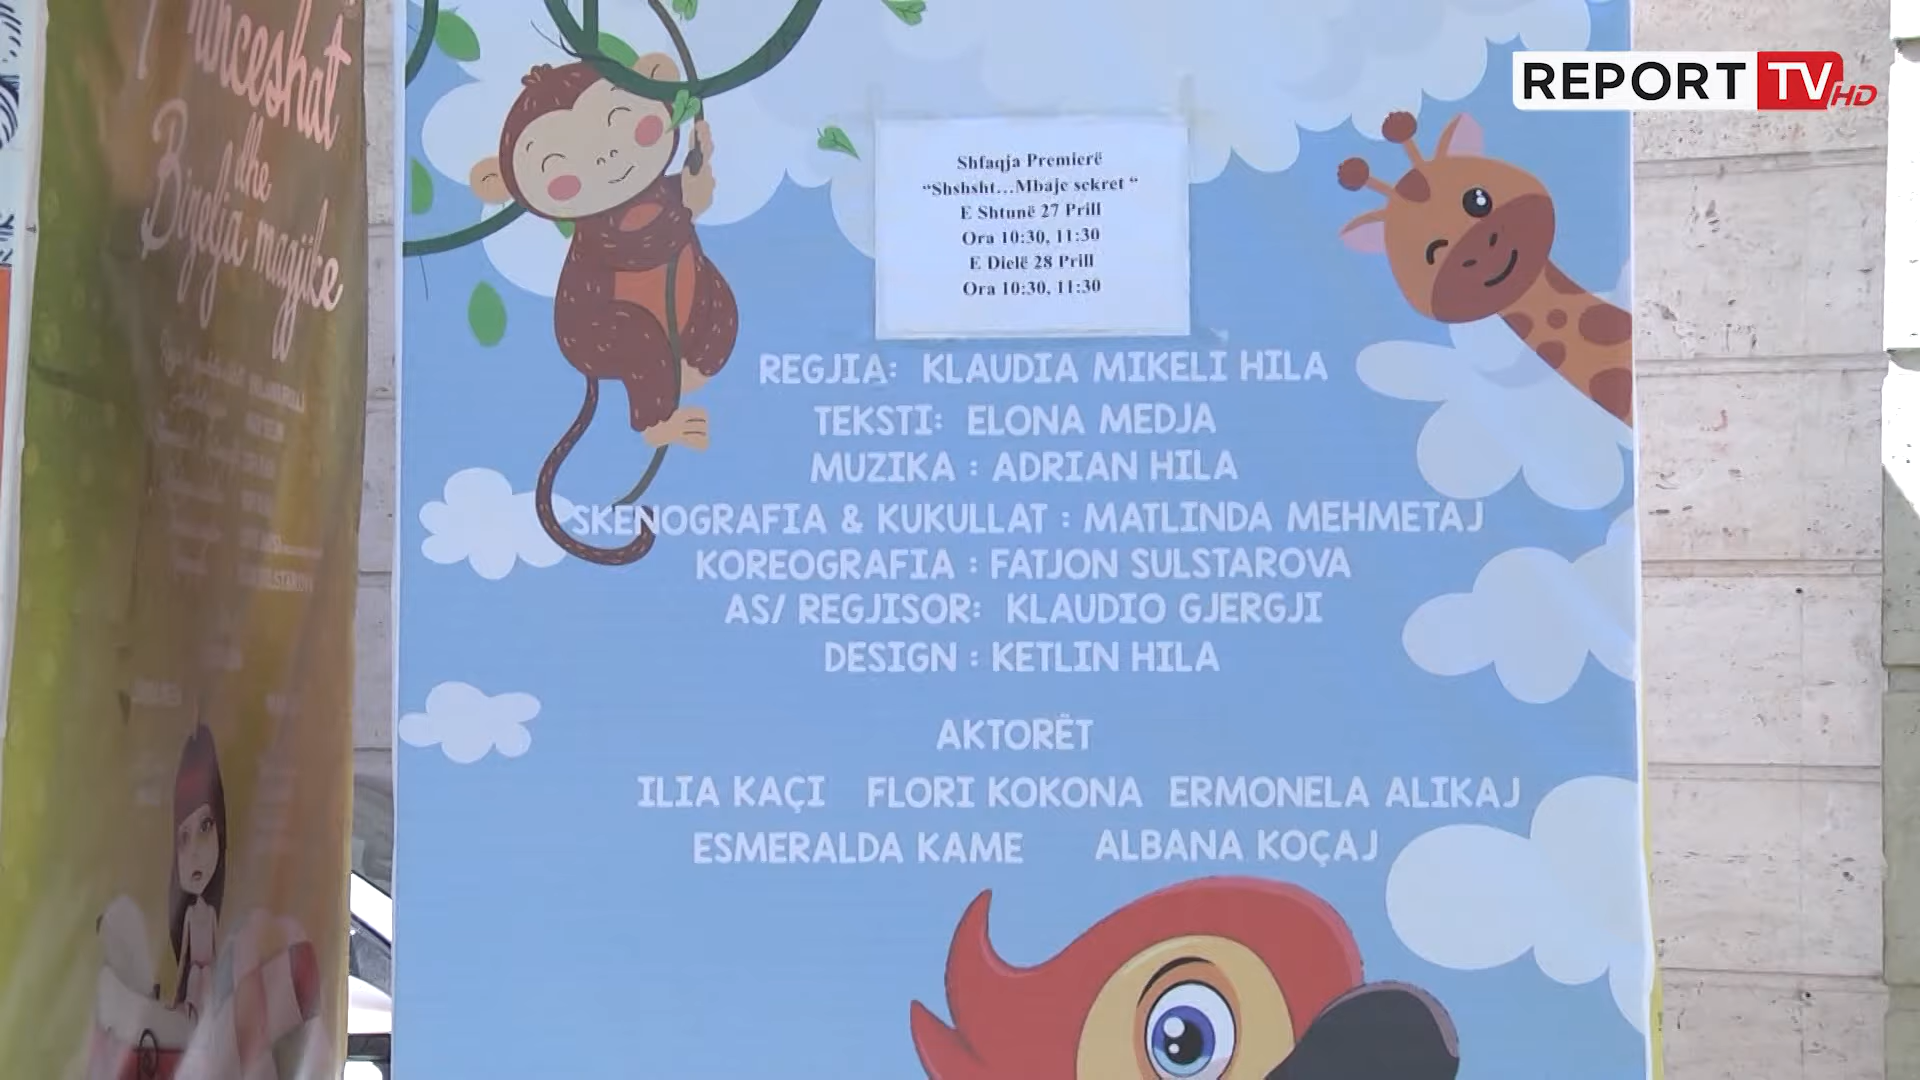 REPORT TV HD
Princeshat
dhe
Bizelja magjike
Shfaqja Premierë
“Shshsht...Mbaje sekret “
E Shtunë 27 Prill
Ora 10:30, 11:30
E Dielë 28 Prill
Ora 10:30, 11:30
REGJIA: KLAUDIA MIKELI HILA
TEKSTI: ELONA MEDJA
MUZIKA : ADRIAN HILA
SKENOGRAFIA & KUKULLAT : MATLINDA MEHMETAJ
KOREOGRAFIA : FATJON SULSTAROVA
AS/ REGJISOR: KLAUDIO GJERGJI
DESIGN : KETLIN HILA
AKTORËT
ILIA KAÇI FLORI KOKONA ERMONELA ALIKAJ
ESMERALDA KAME ALBANA KOÇAJ